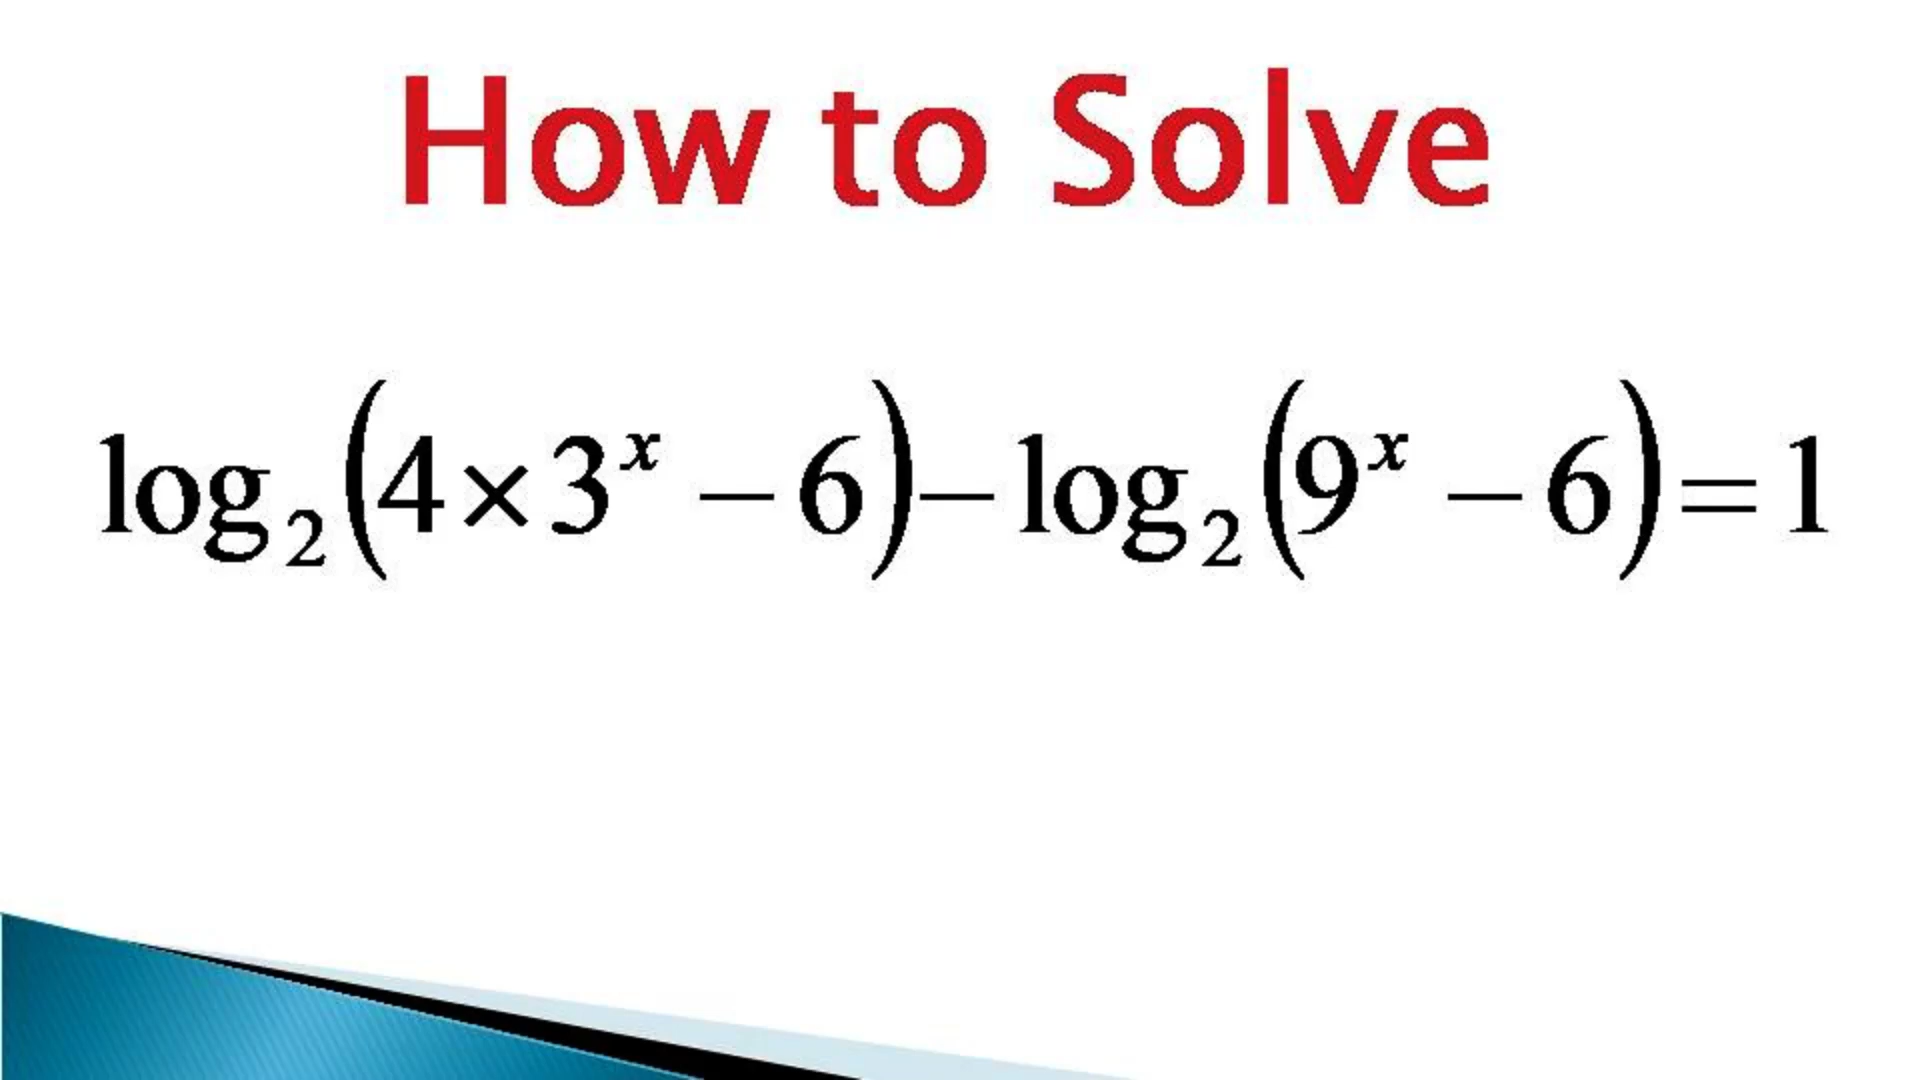 How to Solve
log₂(4×3ˣ − 6) − log₂(9ˣ − 6) = 1